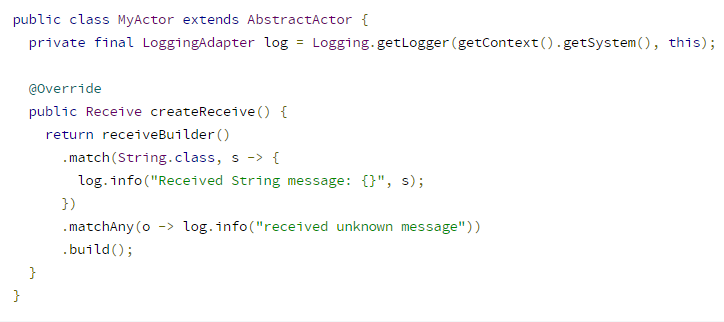 public class MyActor extends AbstractActor {
  private final LoggingAdapter log = Logging.getLogger(getContext().getSystem(), this);

  @Override
  public Receive createReceive() {
    return receiveBuilder()
      .match(String.class, s -> {
        log.info("Received String message: {}", s);
      })
      .matchAny(o -> log.info("received unknown message"))
      .build();
  }
}